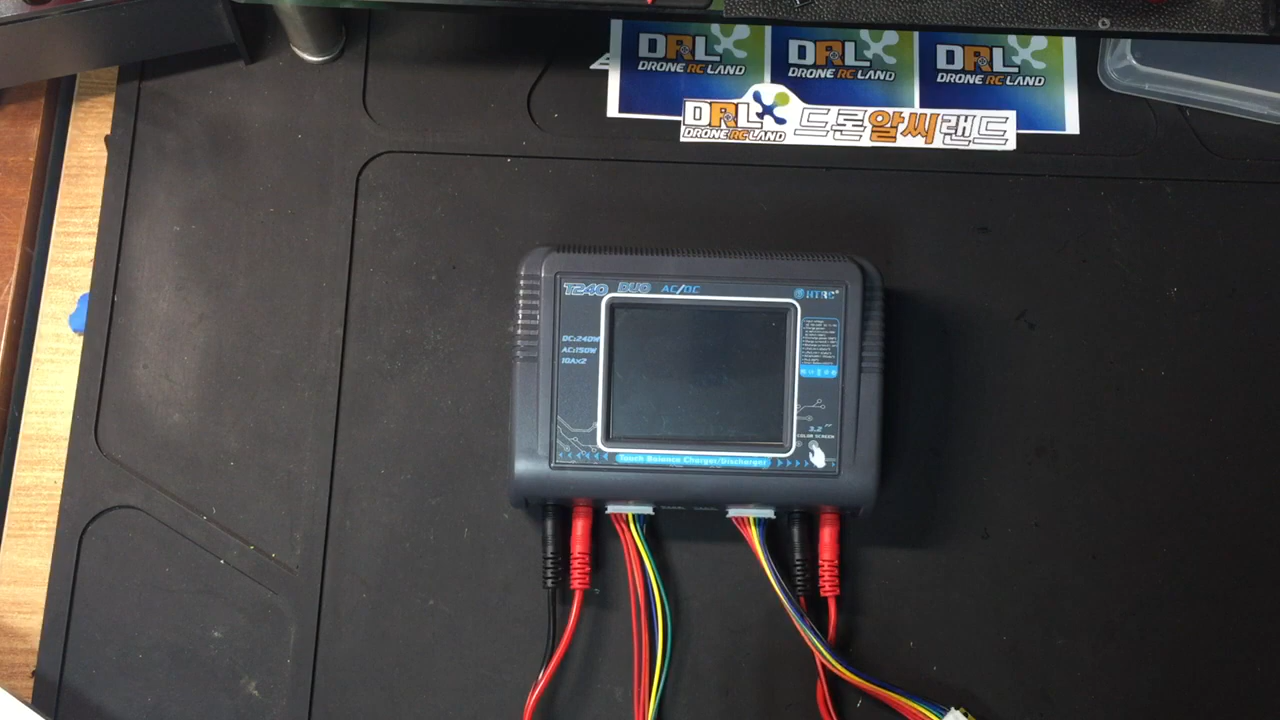 DRL
DRONE RC LAND
DRL
DRONE RC LAND
DRL
DRONE RC LAND
DRL
DRONE RC LAND
드론알씨랜드
T240 DUO AC/DC
HTRC
DC:240W
AC:150W
10A×2
3.2"
COLOR SCREEN
Touch Balance Charger/Discharger